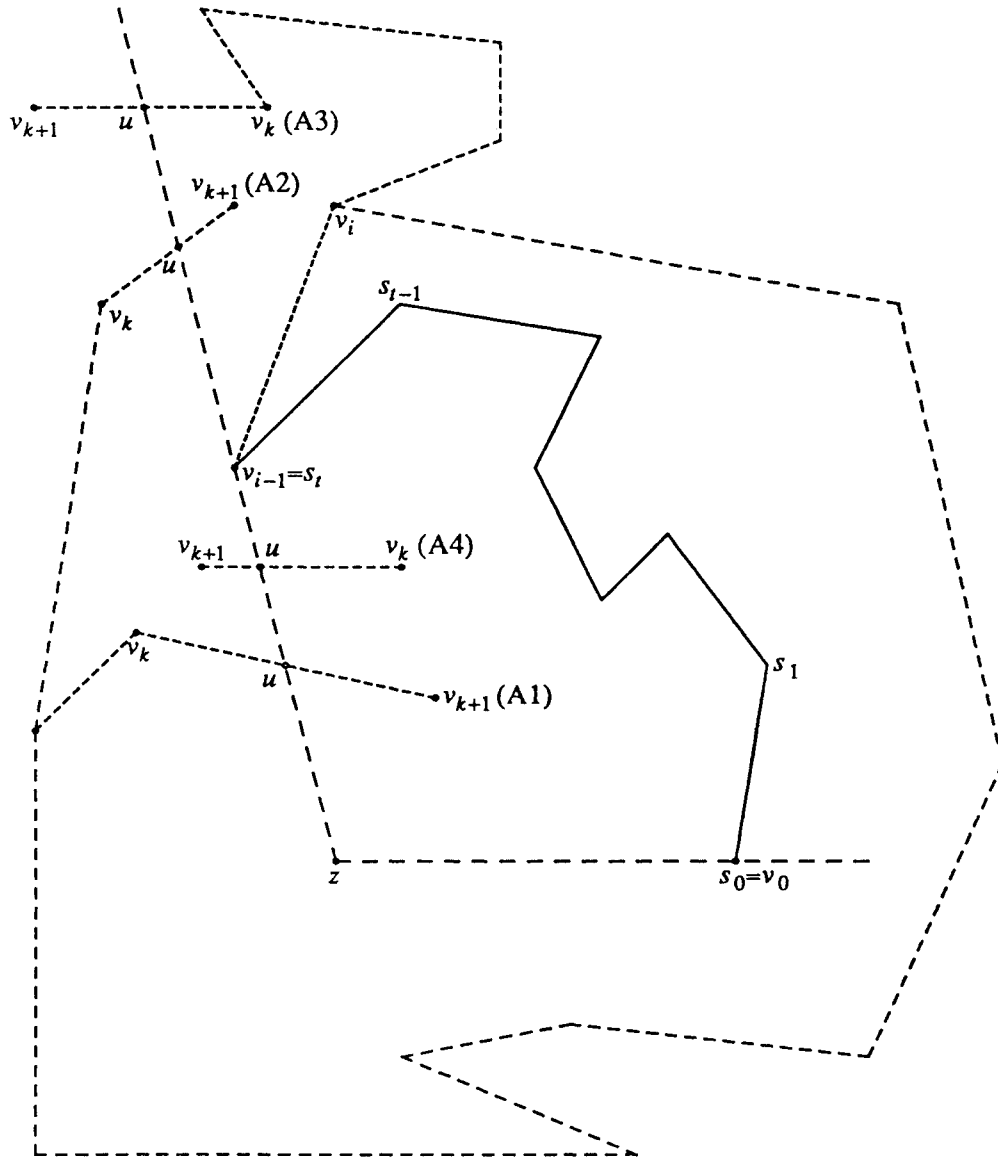 v_{k+1} u v_k (A3)
v_{k+1} (A2)
v_i
u
s_{t-1}
v_k
v_{i-1}=s_t
v_{k+1} u v_k (A4)
v_k
u
s_1
v_{k+1} (A1)
z
s_0=v_0